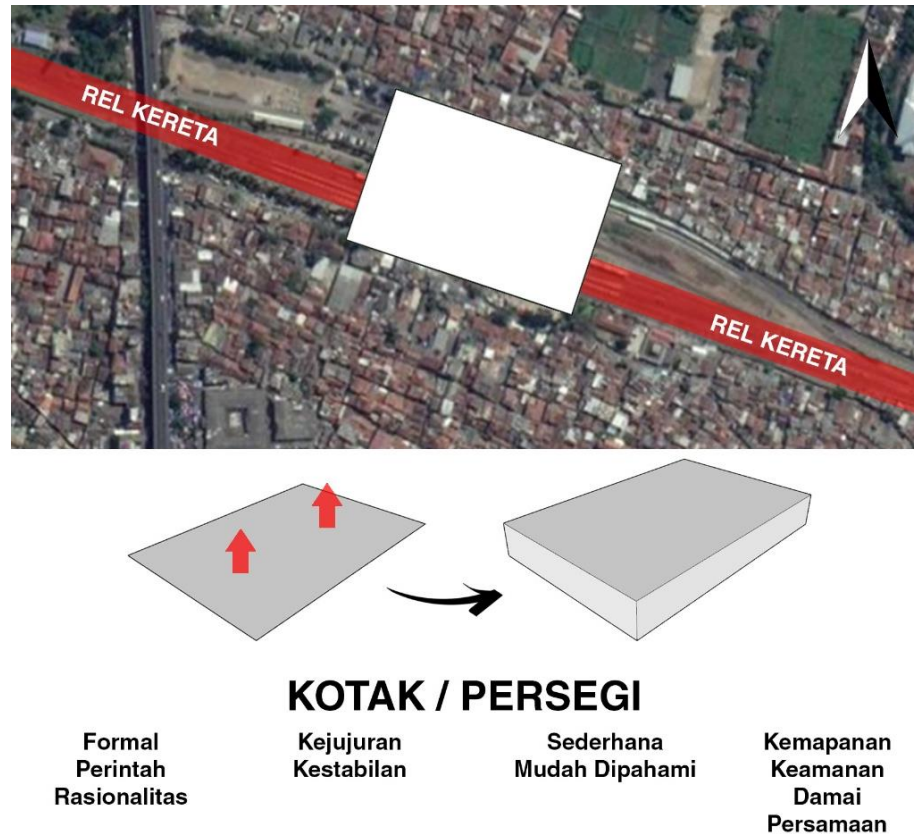 REL KERETA
REL KERETA
KOTAK / PERSEGI
Formal
Perintah
Rasionalitas
Kejujuran
Kestabilan
Sederhana
Mudah Dipahami
Kemapanan
Keamanan
Damai
Persamaan